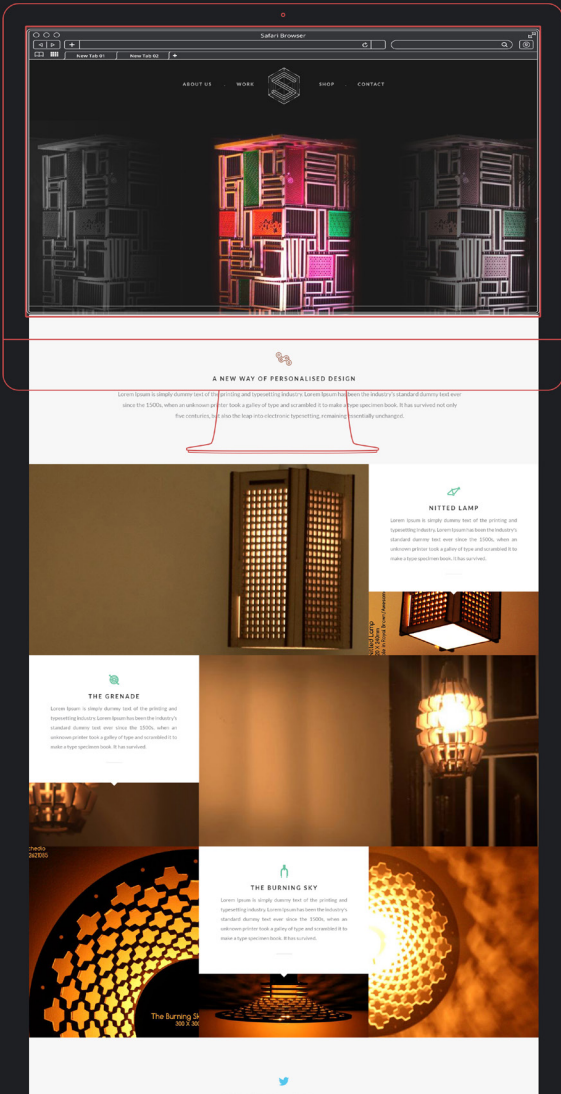 Safari Browser
New Tab 01
New Tab 02
ABOUT US
WORK
SHOP
CONTACT
A NEW WAY OF PERSONALISED DESIGN
Lorem Ipsum is simply dummy text of the printing and typesetting industry. Lorem Ipsum has been the industry's standard dummy text ever
since the 1500s, when an unknown printer took a galley of type and scrambled it to make a type specimen book. It has survived not only
five centuries, but also the leap into electronic typesetting, remaining essentially unchanged.
NITTED LAMP
Lorem Ipsum is simply dummy text of the printing and
typesetting industry. Lorem Ipsum has been the industry's
standard dummy text ever since the 1500s, when an
unknown printer took a galley of type and scrambled it to
make a type specimen book. It has survived.
THE GRENADE
Lorem Ipsum is simply dummy text of the printing and
typesetting industry. Lorem Ipsum has been the industry's
standard dummy text ever since the 1500s, when an
unknown printer took a galley of type and scrambled it to
make a type specimen book. It has survived.
2621085
THE BURNING SKY
Lorem Ipsum is simply dummy text of the printing and
typesetting industry. Lorem Ipsum has been the industry's
standard dummy text ever since the 1500s, when an
unknown printer took a galley of type and scrambled it to
make a type specimen book. It has survived.
The Burning Sk
300 X 300